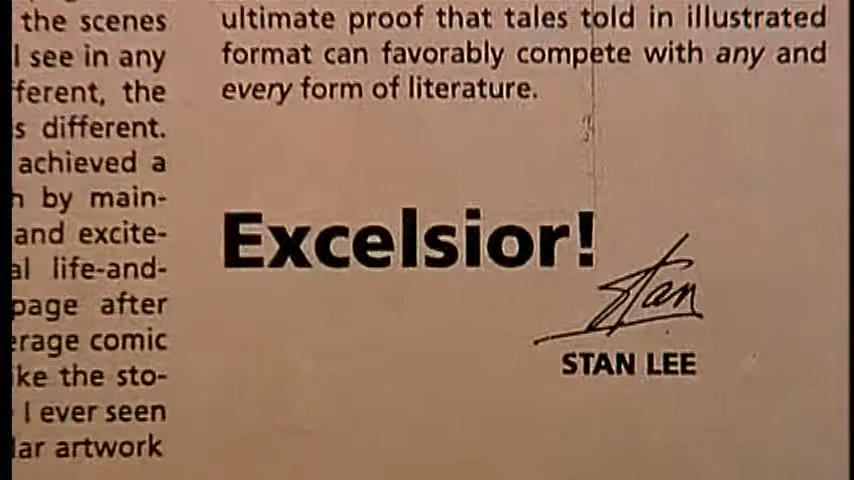 the scenes
I see in any
ferent, the
s different.
achieved a
by main-
and excite-
al life-and-
page after
erage comic
ke the sto-
I ever seen
lar artwork
ultimate proof that tales told in illustrated
format can favorably compete with any and
every form of literature.
Excelsior!
Stan
STAN LEE